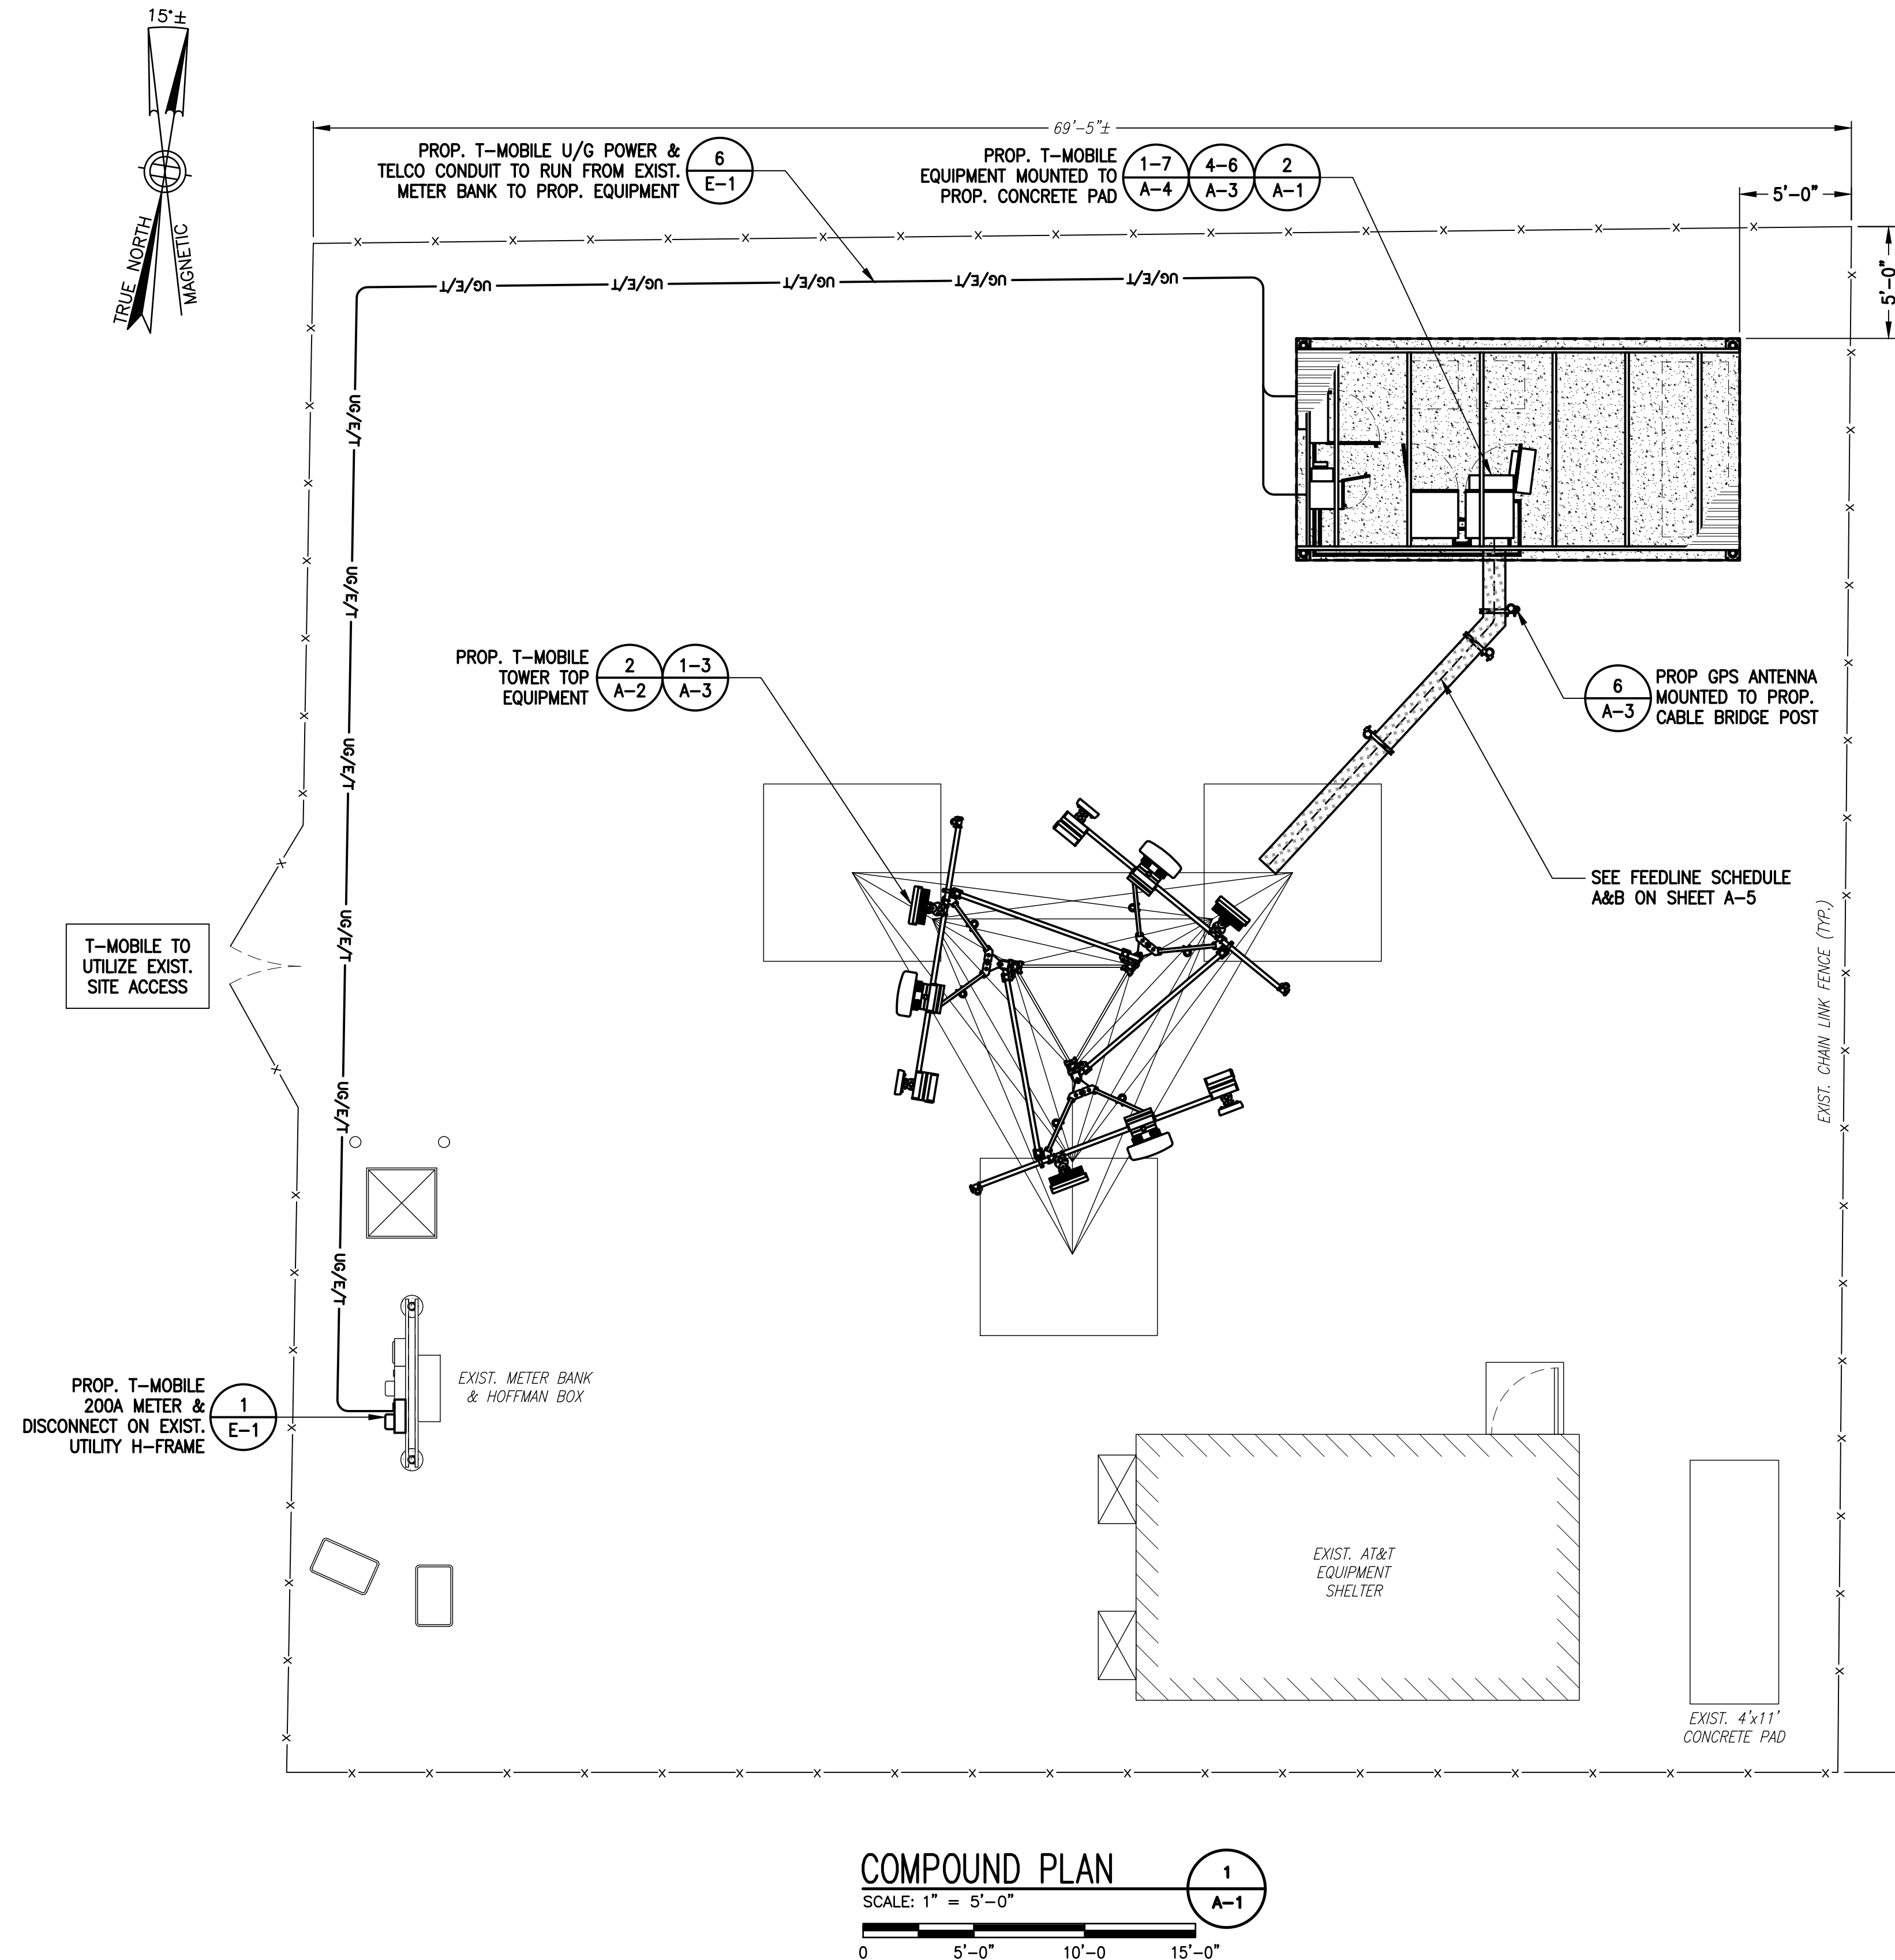 15°±
TRUE NORTH
MAGNETIC
69'-5"±
PROP. T-MOBILE U/G POWER &
TELCO CONDUIT TO RUN FROM EXIST.
METER BANK TO PROP. EQUIPMENT
6
E-1
PROP. T-MOBILE
EQUIPMENT MOUNTED TO
PROP. CONCRETE PAD
1-7
A-4
4-6
A-3
2
A-1
5'-0"
5'-0"
X X X X X X X X X X X X X X X X X X X
UG/E/T UG/E/T UG/E/T UG/E/T UG/E/T
UG/E/T
UG/E/T
UG/E/T
UG/E/T
UG/E/T
UG/E/T
PROP. T-MOBILE
TOWER TOP
EQUIPMENT
2
A-2
1-3
A-3
6
A-3
PROP GPS ANTENNA
MOUNTED TO PROP.
CABLE BRIDGE POST
SEE FEEDLINE SCHEDULE
A&B ON SHEET A-5
T-MOBILE TO
UTILIZE EXIST.
SITE ACCESS
EXIST. CHAIN LINK FENCE (TYP.)
PROP. T-MOBILE
200A METER &
DISCONNECT ON EXIST.
UTILITY H-FRAME
1
E-1
EXIST. METER BANK
& HOFFMAN BOX
EXIST. AT&T
EQUIPMENT
SHELTER
EXIST. 4'x11'
CONCRETE PAD
X X X X X X X X X X X X X X X X X X X X
COMPOUND PLAN
SCALE: 1" = 5'-0"
1
A-1
0 5'-0" 10'-0 15'-0"